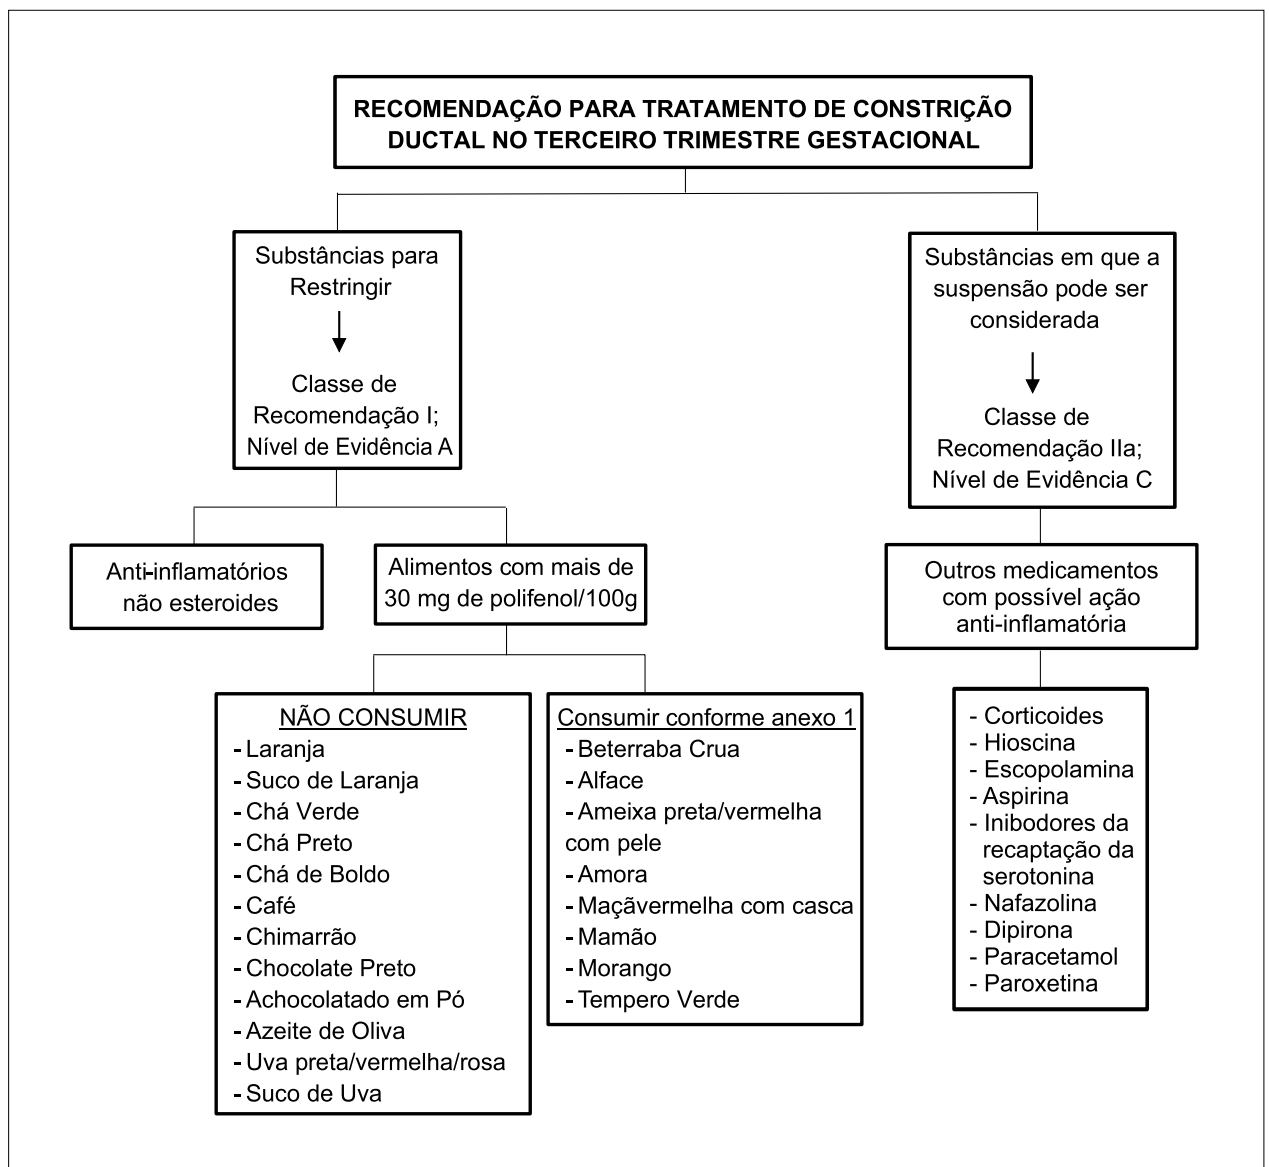 RECOMENDAÇÃO PARA TRATAMENTO DE CONSTRIÇÃO
DUCTAL NO TERCEIRO TRIMESTRE GESTACIONAL
Substâncias para
Restringir
Classe de
Recomendação I;
Nível de Evidência A
Substâncias em que a
suspensão pode ser
considerada
Classe de
Recomendação IIa;
Nível de Evidência C
Anti-inflamatórios
não esteroides
Alimentos com mais de
30 mg de polifenol/100g
Outros medicamentos
com possível ação
anti-inflamatória
NÃO CONSUMIR
- Laranja
- Suco de Laranja
- Chá Verde
- Chá Preto
- Chá de Boldo
- Café
- Chimarrão
- Chocolate Preto
- Achocolatado em Pó
- Azeite de Oliva
- Uva preta/vermelha/rosa
- Suco de Uva
Consumir conforme anexo 1
- Beterraba Crua
- Alface
- Ameixa preta/vermelha
com pele
- Amora
- Maçãvermelha com casca
- Mamão
- Morango
- Tempero Verde
- Corticoides
- Hioscina
- Escopolamina
- Aspirina
- Inibodores da
recaptação da
serotonina
- Nafazolina
- Dipirona
- Paracetamol
- Paroxetina